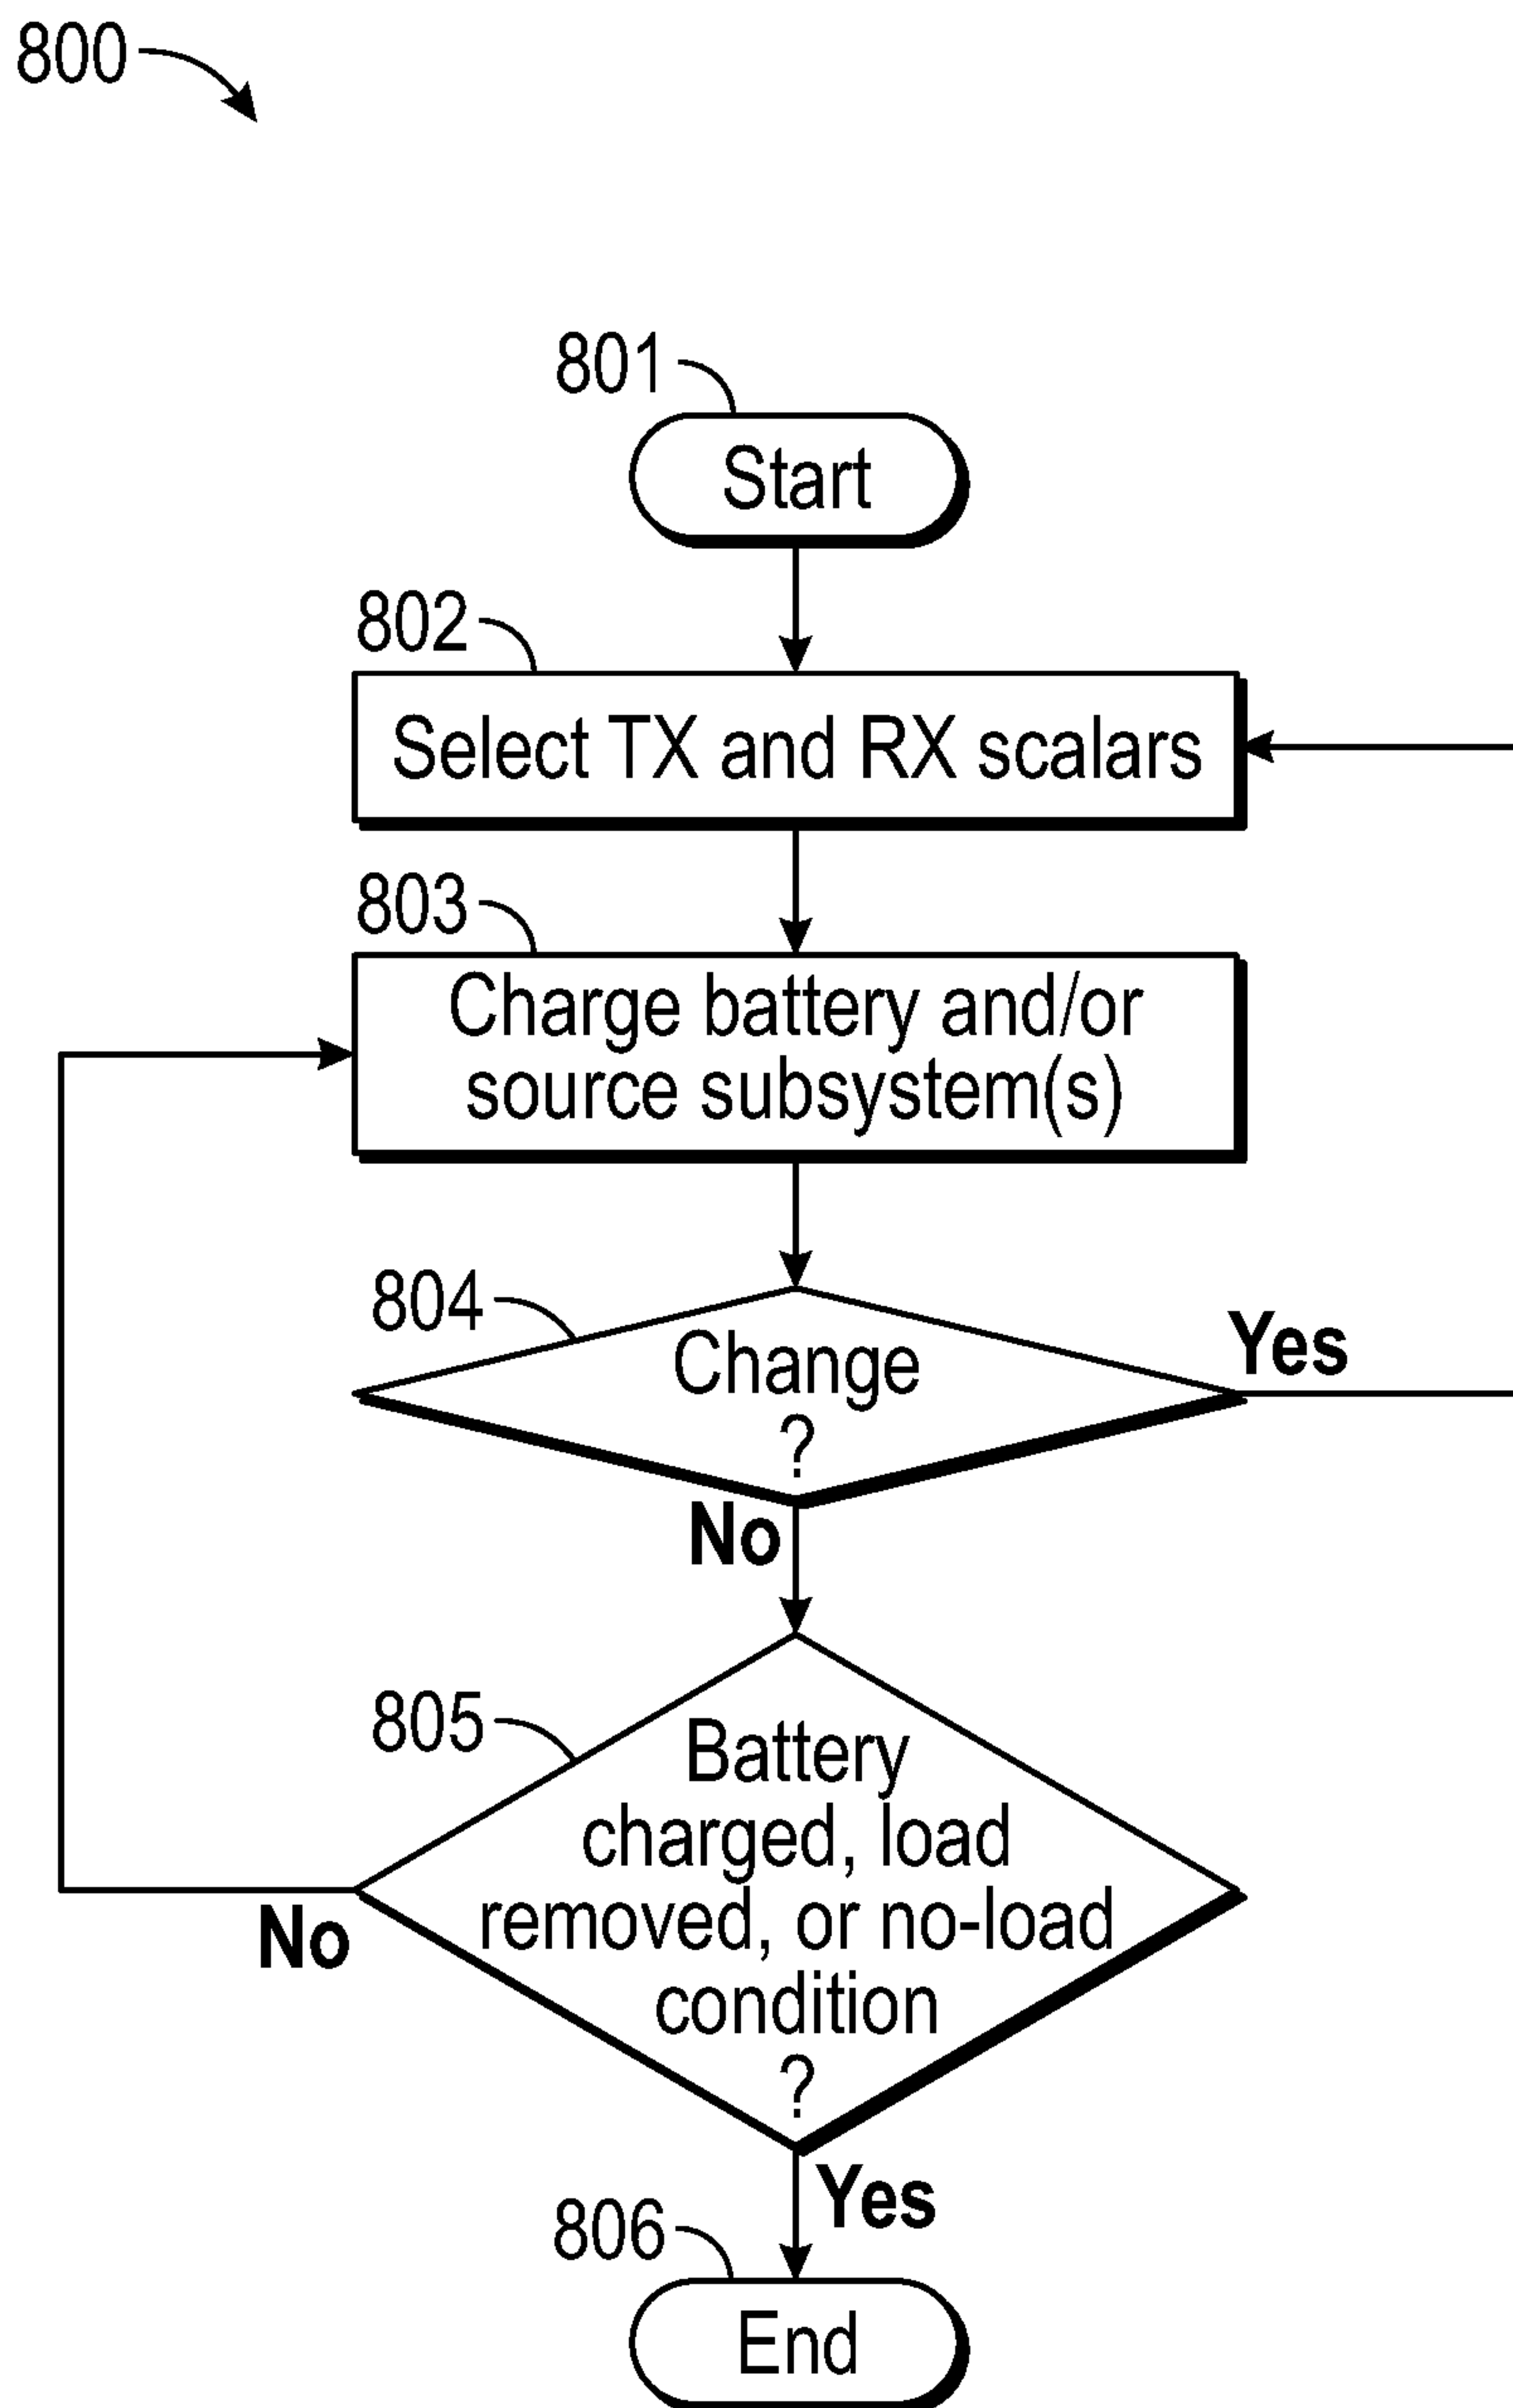 800
801
Start
802
Select TX and RX scalars
803
Charge battery and/or
source subsystem(s)
804
Change
?
Yes
No
805
Battery
charged, load
removed, or no-load
condition
?
No
Yes
806
End